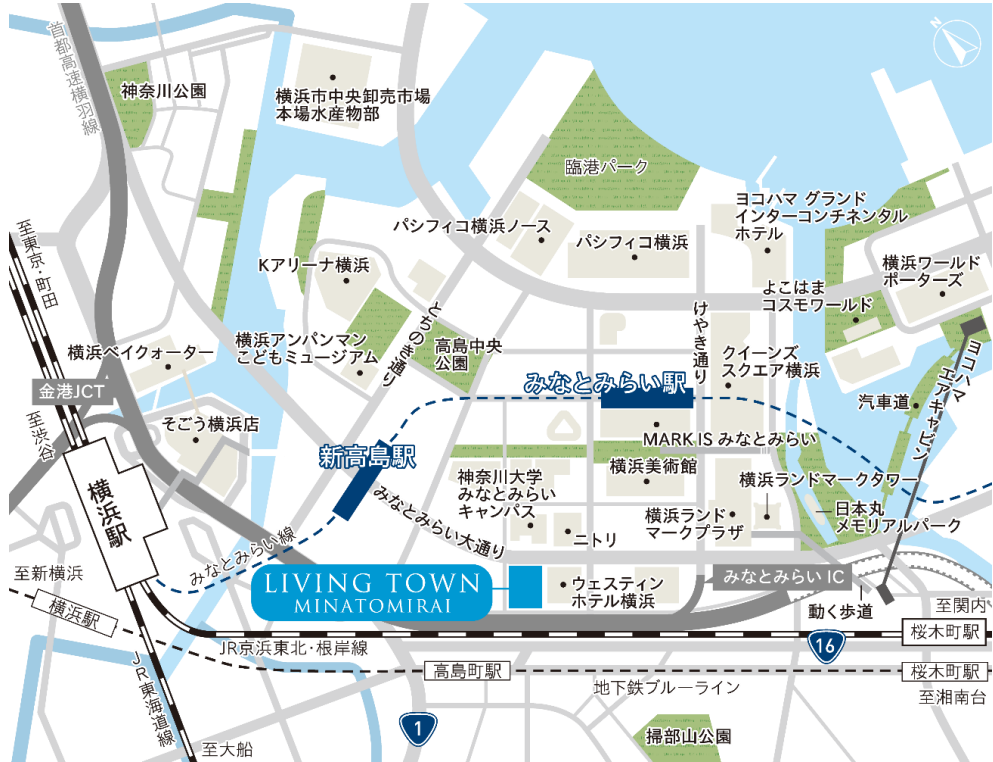 N
首都高速横羽線
神奈川公園
横浜市中央卸売市場
本場水産物部
臨港パーク
ヨコハマ グランド
インターコンチネンタル
ホテル
パシフィコ横浜ノース
パシフィコ横浜
横浜ワールド
ポーターズ
至東京・町田
Kアリーナ横浜
よこはま
コスモワールド
とちのき通り
けやき通り
横浜アンパンマン
こどもミュージアム
高島中央
公園
クイーンズ
スクエア横浜
ヨコハマ
エアキャビン
横浜ベイクォーター
金港JCT
みなとみらい駅
汽車道
至渋谷
そごう横浜店
MARK IS みなとみらい
新高島駅
横浜美術館
神奈川大学
みなとみらい
キャンパス
横浜ランドマークタワー
横浜駅
みなとみらい大通り
ニトリ
横浜ランド
マークプラザ
日本丸
メモリアルパーク
みなとみらい線
至新横浜
LIVING TOWN
MINATOMIRAI
ウェスティン
ホテル横浜
みなとみらい IC
動く歩道
至関内
横浜駅
JR京浜東北・根岸線
16
桜木町駅
高島町駅
地下鉄ブルーライン
桜木町駅
至湘南台
JR東海道線
1
掃部山公園
至大船